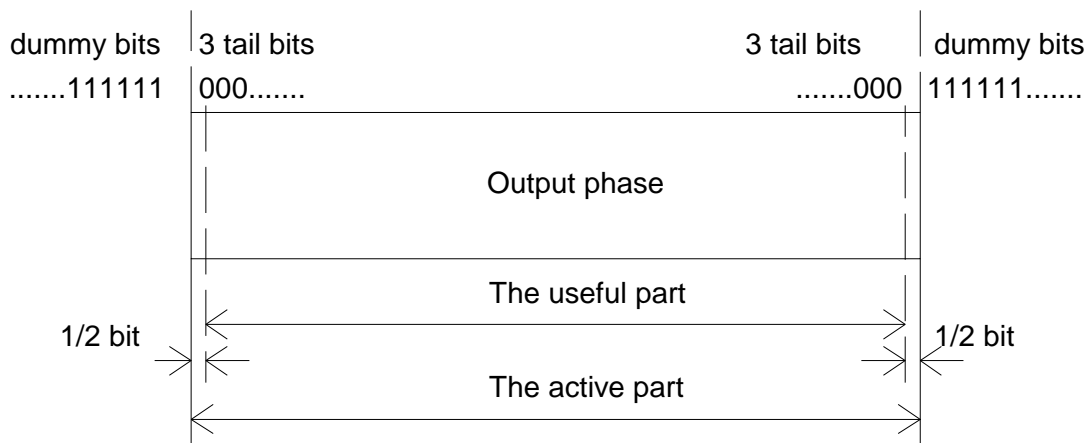 dummy bits 3 tail bits 3 tail bits dummy bits
.......111111 000....... .......000 111111.......
Output phase
The useful part
1/2 bit 1/2 bit
The active part